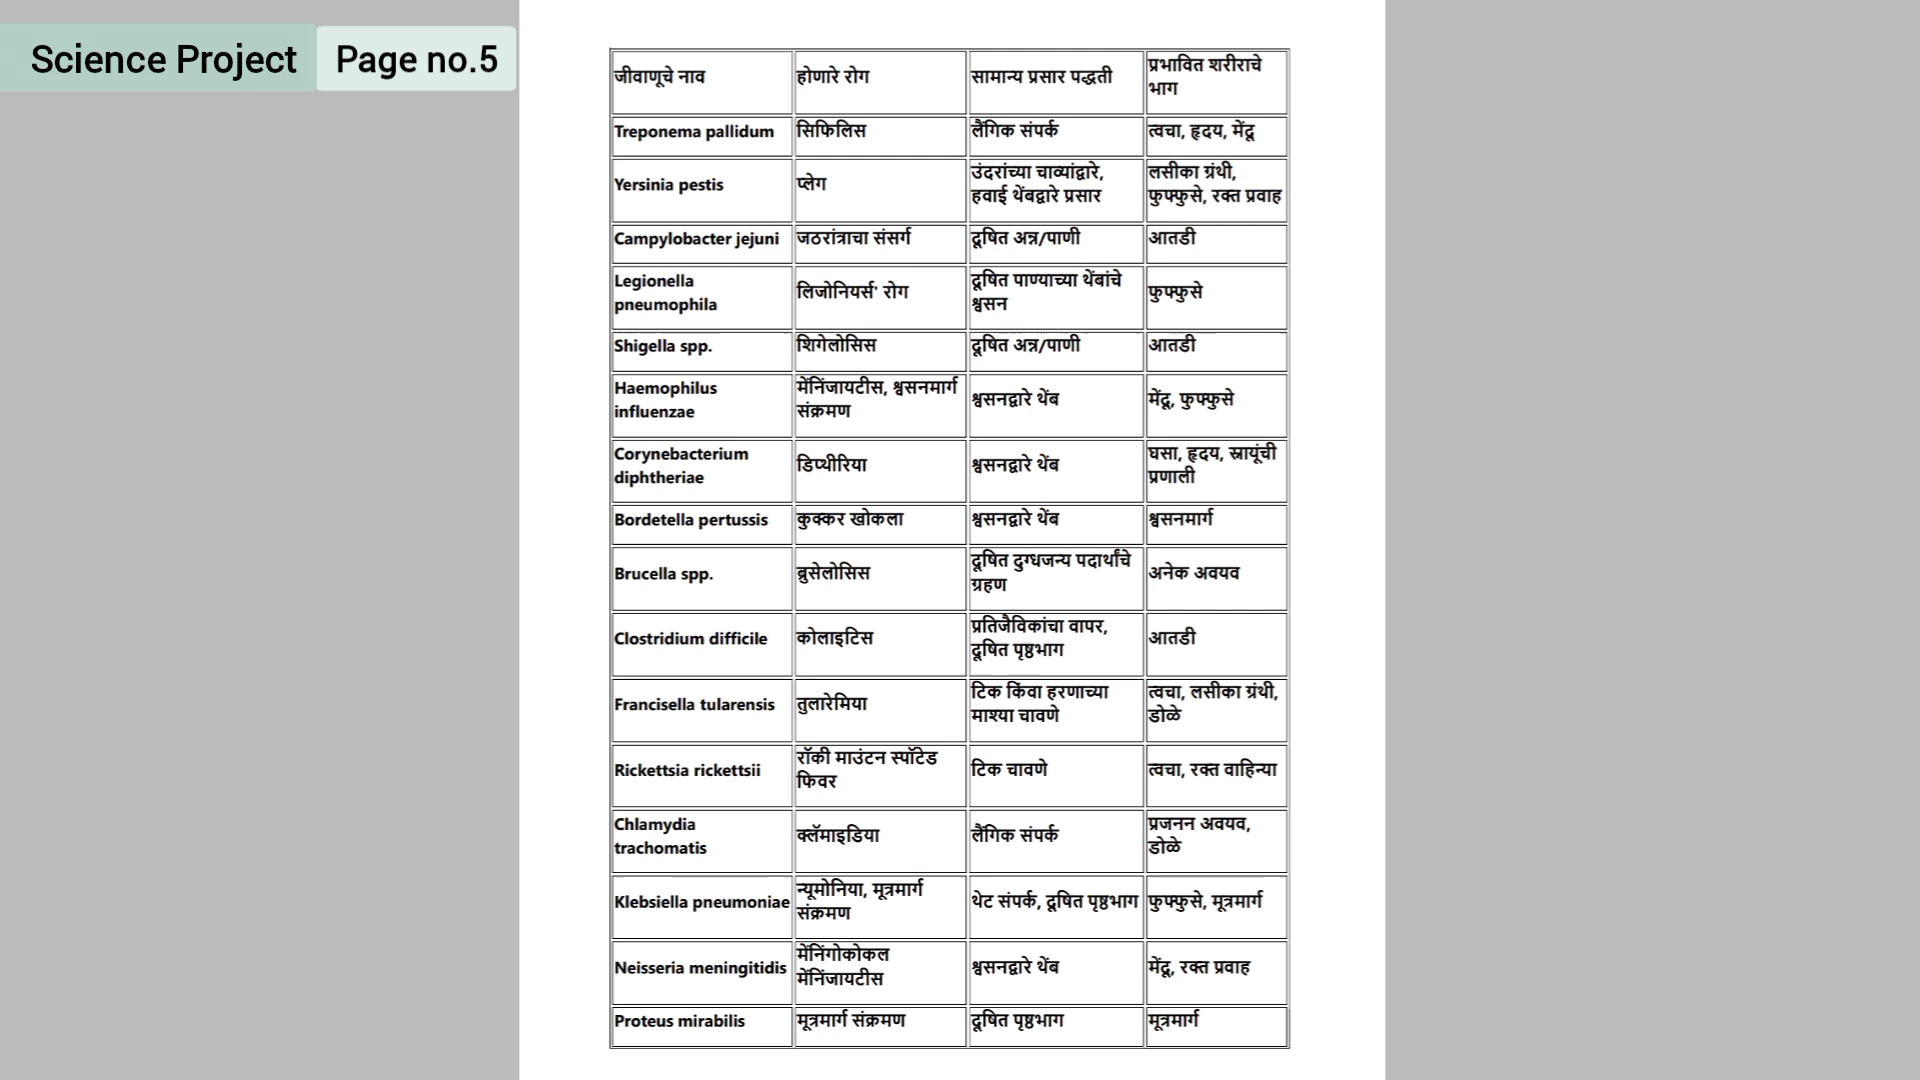 Science Project Page no.5
जीवाणूचे नाव
होणारे रोग
सामान्य प्रसार पद्धती
प्रभावित शरीराचे
भाग
Treponema pallidum
सिफिलिस
लैंगिक संपर्क
त्वचा, हृदय, मेंदू
Yersinia pestis
प्लेग
उंदरांच्या चाव्यांद्वारे,
हवाई थेंबद्वारे प्रसार
लसीका ग्रंथी,
फुफ्फुसे, रक्त प्रवाह
Campylobacter jejuni
जठरांत्राचा संसर्ग
दूषित अन्न/पाणी
आतडी
Legionella
pneumophila
लिजोनियर्स' रोग
दूषित पाण्याच्या थेंबांचे
श्वसन
फुफ्फुसे
Shigella spp.
शिगेलोसिस
दूषित अन्न/पाणी
आतडी
Haemophilus
influenzae
मेंनिंजायटीस, श्वसनमार्ग
संक्रमण
श्वसनद्वारे थेंब
मेंदू, फुफ्फुसे
Corynebacterium
diphtheriae
डिप्थीरिया
श्वसनद्वारे थेंब
घसा, हृदय, स्नायूंची
प्रणाली
Bordetella pertussis
कुक्कर खोकला
श्वसनद्वारे थेंब
श्वसनमार्ग
Brucella spp.
ब्रुसेलोसिस
दूषित दुग्धजन्य पदार्थांचे
ग्रहण
अनेक अवयव
Clostridium difficile
कोलाइटिस
प्रतिजैविकांचा वापर,
दूषित पृष्ठभाग
आतडी
Francisella tularensis
तुलारेमिया
टिक किंवा हरणाच्या
माश्या चावणे
त्वचा, लसीका ग्रंथी,
डोळे
Rickettsia rickettsii
रॉकी माउंटन स्पॉटेड
फिवर
टिक चावणे
त्वचा, रक्त वाहिन्या
Chlamydia
trachomatis
क्लॅमाइडिया
लैंगिक संपर्क
प्रजनन अवयव,
डोळे
Klebsiella pneumoniae
न्यूमोनिया, मूत्रमार्ग
संक्रमण
थेट संपर्क, दूषित पृष्ठभाग
फुफ्फुसे, मूत्रमार्ग
Neisseria meningitidis
मेंनिंगोकोकल
मेंनिंजायटीस
श्वसनद्वारे थेंब
मेंदू, रक्त प्रवाह
Proteus mirabilis
मूत्रमार्ग संक्रमण
दूषित पृष्ठभाग
मूत्रमार्ग